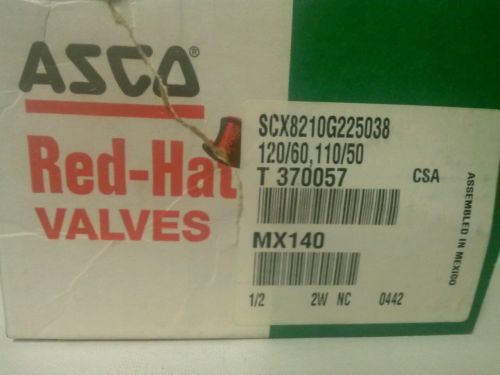 ASCO®
Red-Hat
VALVES
SCX8210G225038
120/60,110/50
T 370057 CSA
MX140
1/2 2W NC 0442
ASSEMBLED IN MEXICO